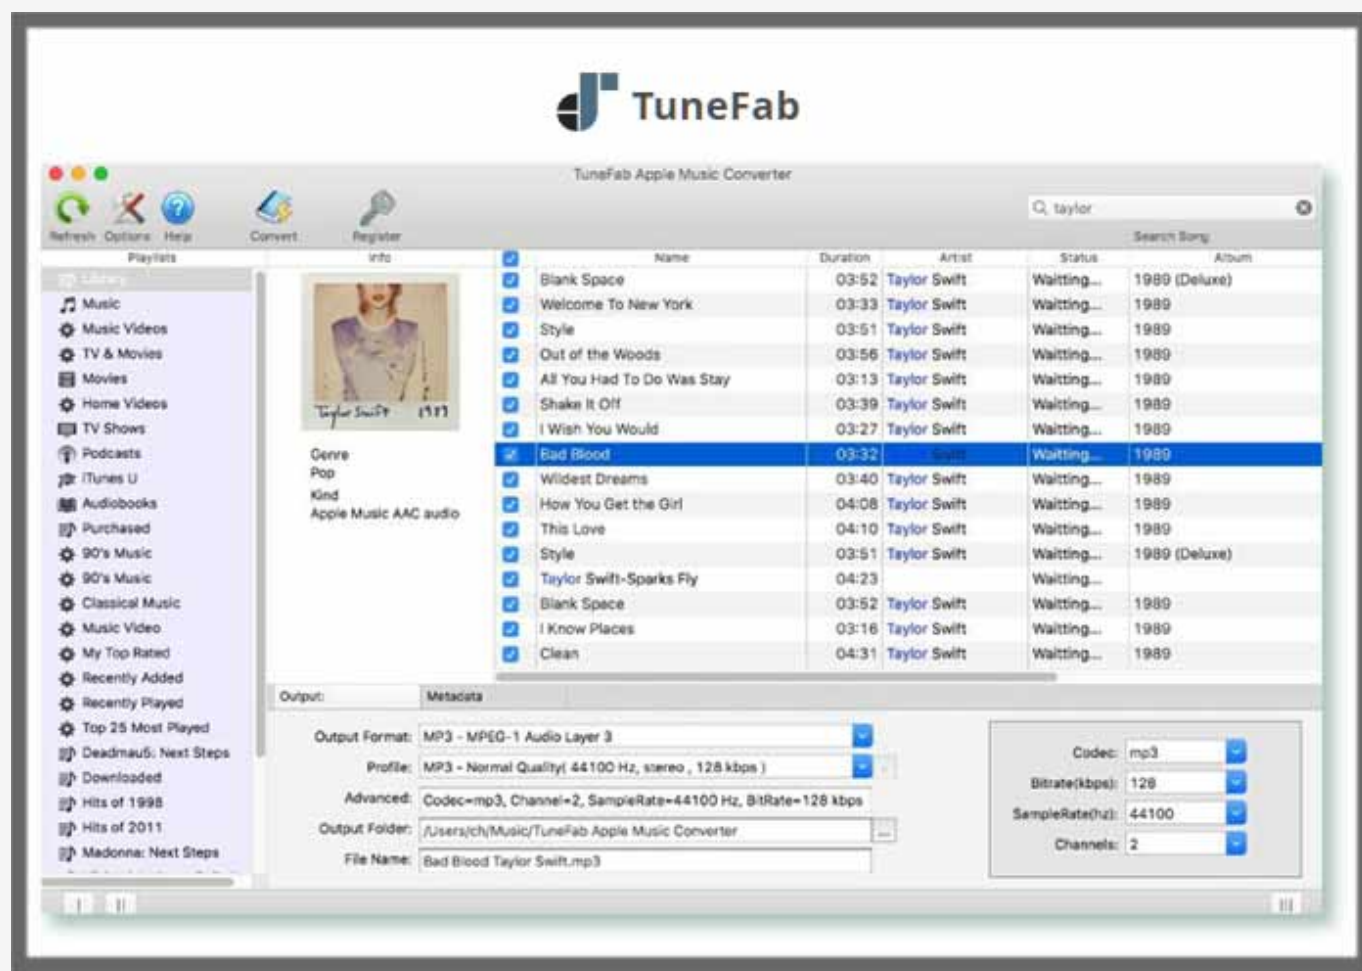 TuneFab
TuneFab Apple Music Converter
Refresh Options Help Convert Register
taylor
Search Song
Playlists
Library
Music
Music Videos
TV & Movies
Movies
Home Videos
TV Shows
Podcasts
iTunes U
Audiobooks
Purchased
90's Music
90's Music
Classical Music
Music Video
My Top Rated
Recently Added
Recently Played
Top 25 Most Played
Deadmau5: Next Steps
Downloaded
Hits of 1998
Hits of 2011
Madonna: Next Steps
Info
Taylor Swift 1989
Genre
Pop
Kind
Apple Music AAC audio
Name Duration Artist Status Album
Blank Space 03:52 Taylor Swift Waitting... 1989 (Deluxe)
Welcome To New York 03:33 Taylor Swift Waitting... 1989
Style 03:51 Taylor Swift Waitting... 1989
Out of the Woods 03:56 Taylor Swift Waitting... 1989
All You Had To Do Was Stay 03:13 Taylor Swift Waitting... 1989
Shake It Off 03:39 Taylor Swift Waitting... 1989
I Wish You Would 03:27 Taylor Swift Waitting... 1989
Bad Blood 03:32 Swift Waitting... 1989
Wildest Dreams 03:40 Taylor Swift Waitting... 1989
How You Get the Girl 04:08 Taylor Swift Waitting... 1989
This Love 04:10 Taylor Swift Waitting... 1989
Style 03:51 Taylor Swift Waitting... 1989 (Deluxe)
Taylor Swift-Sparks Fly 04:23 Waitting...
Blank Space 03:52 Taylor Swift Waitting... 1989
I Know Places 03:16 Taylor Swift Waitting... 1989
Clean 04:31 Taylor Swift Waitting... 1989
Output: Metadata
Output Format: MP3 - MPEG-1 Audio Layer 3
Profile: MP3 - Normal Quality( 44100 Hz, stereo , 128 kbps )
Advanced: Codec=mp3, Channel=2, SampleRate=44100 Hz, BitRate=128 kbps
Output Folder: /Users/ch/Music/TuneFab Apple Music Converter ...
File Name: Bad Blood Taylor Swift.mp3
Codec: mp3
Bitrate(kbps): 128
SampleRate(hz): 44100
Channels: 2